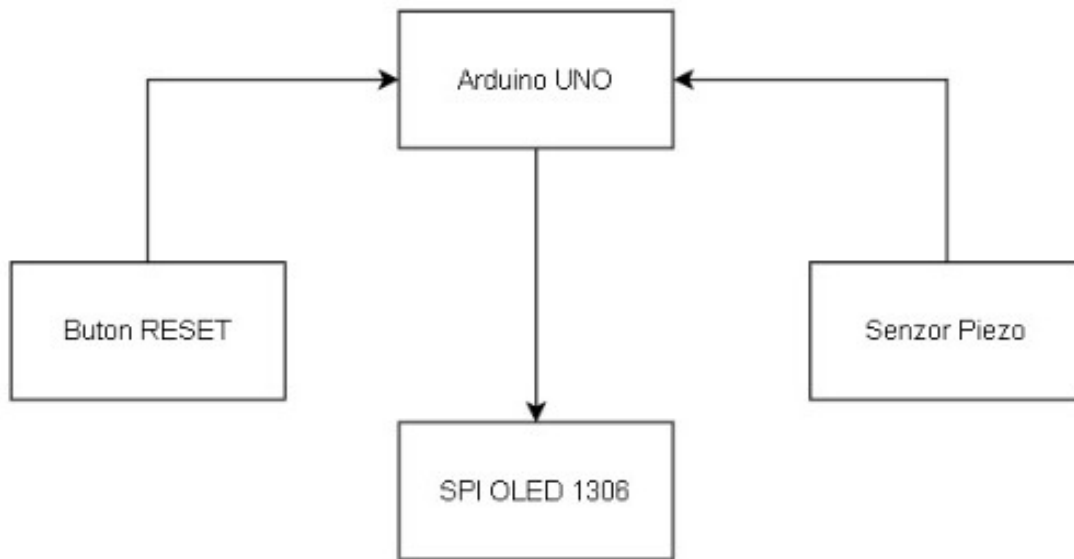 Arduino UNO
Buton RESET
Senzor Piezo
SPI OLED 1306